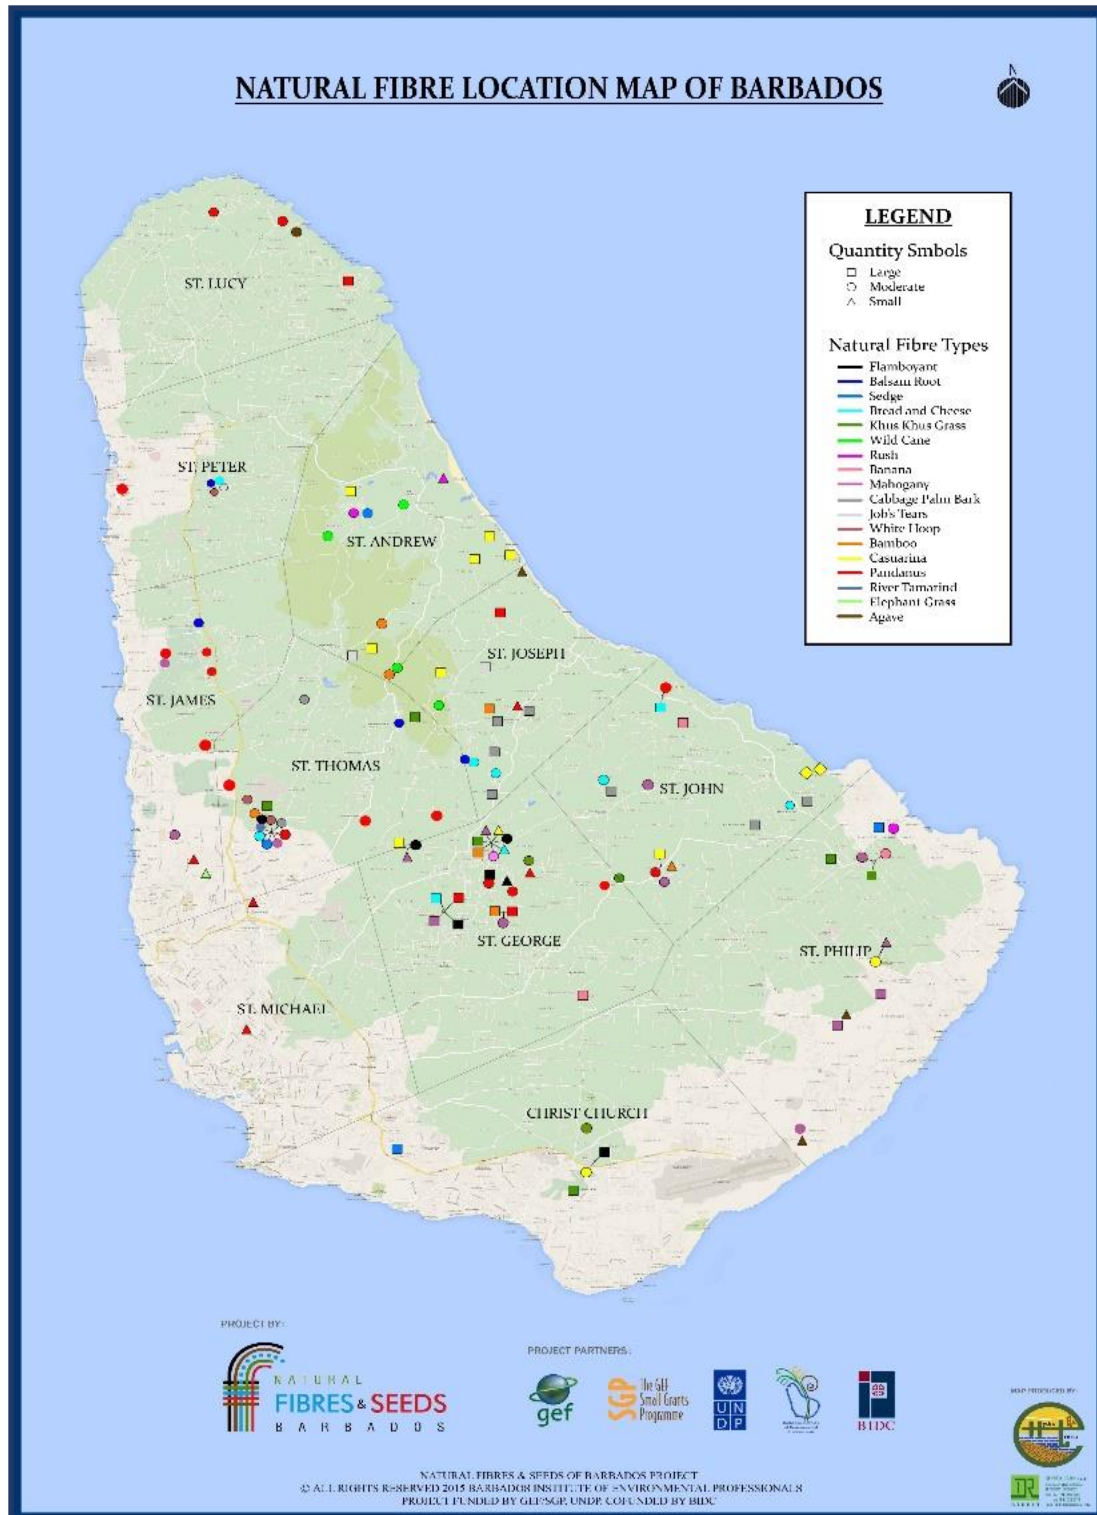 NATURAL FIBRE LOCATION MAP OF BARBADOS
N
LEGEND
Quantity Smbols
Large
Moderate
Small
Natural Fibre Types
Flamboyant
Balsam Root
Sedge
Bread and Cheese
Khus Khus Grass
Wild Cane
Rush
Banana
Mahogany
Cabbage Palm Bark
Job's Tears
White Hoop
Bamboo
Casuarina
Pandanus
River Tamarind
Elephant Grass
Agave
ST. LUCY
ST. PETER
ST. ANDREW
ST. JOSEPH
ST. JAMES
ST. THOMAS
ST. JOHN
ST. GEORGE
ST. PHILIP
ST. MICHAEL
CHRIST CHURCH
PROJECT BY:
NATURAL
FIBRES & SEEDS
BARBADOS
PROJECT PARTNERS:
gef
SGP The GEF
Small Grants
Programme
UN
DP
BIDC
MAP PRODUCED BY:
NATURAL FIBRES & SEEDS OF BARBADOS PROJECT
© ALL RIGHTS RESERVED 2015 BARBADOS INSTITUTE OF ENVIRONMENTAL PROFESSIONALS
PROJECT FUNDED BY GEF/SGP, UNDP. COFUNDED BY BIDC